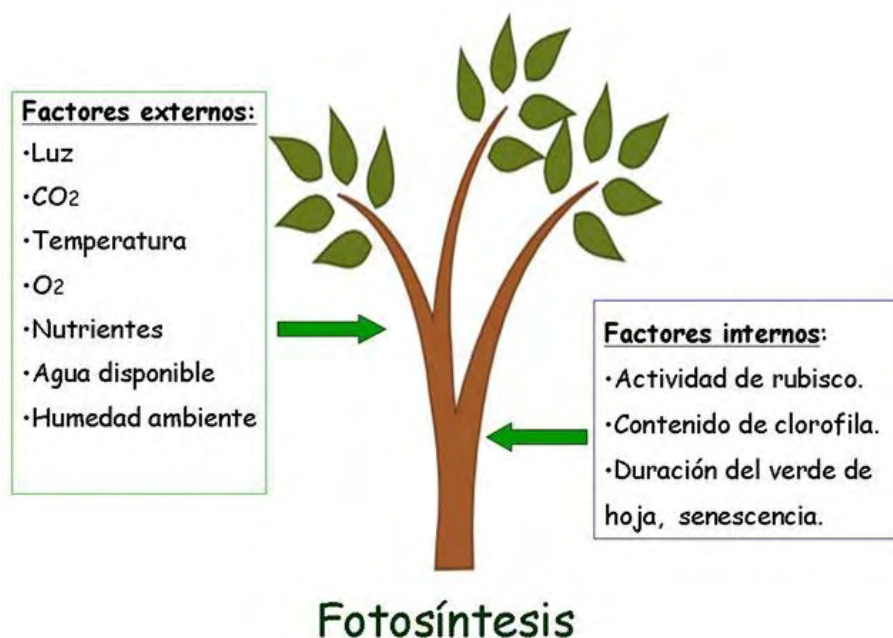 Factores externos:
·Luz
·CO2
·Temperatura
·O2
·Nutrientes
·Agua disponible
·Humedad ambiente
Factores internos:
·Actividad de rubisco.
·Contenido de clorofila.
·Duración del verde de
hoja, senescencia.
Fotosíntesis